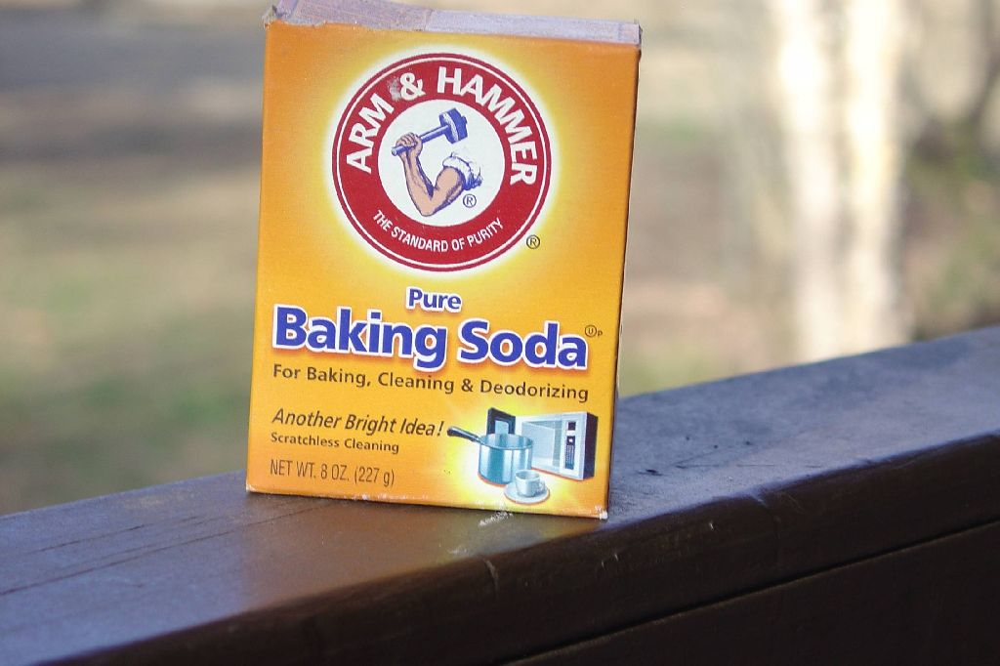 ARM & HAMMER
®
THE STANDARD OF PURITY
®
Pure
Baking Soda ⓊP
For Baking, Cleaning & Deodorizing
Another Bright Idea!
Scratchless Cleaning
NET WT. 8 OZ. (227 g)